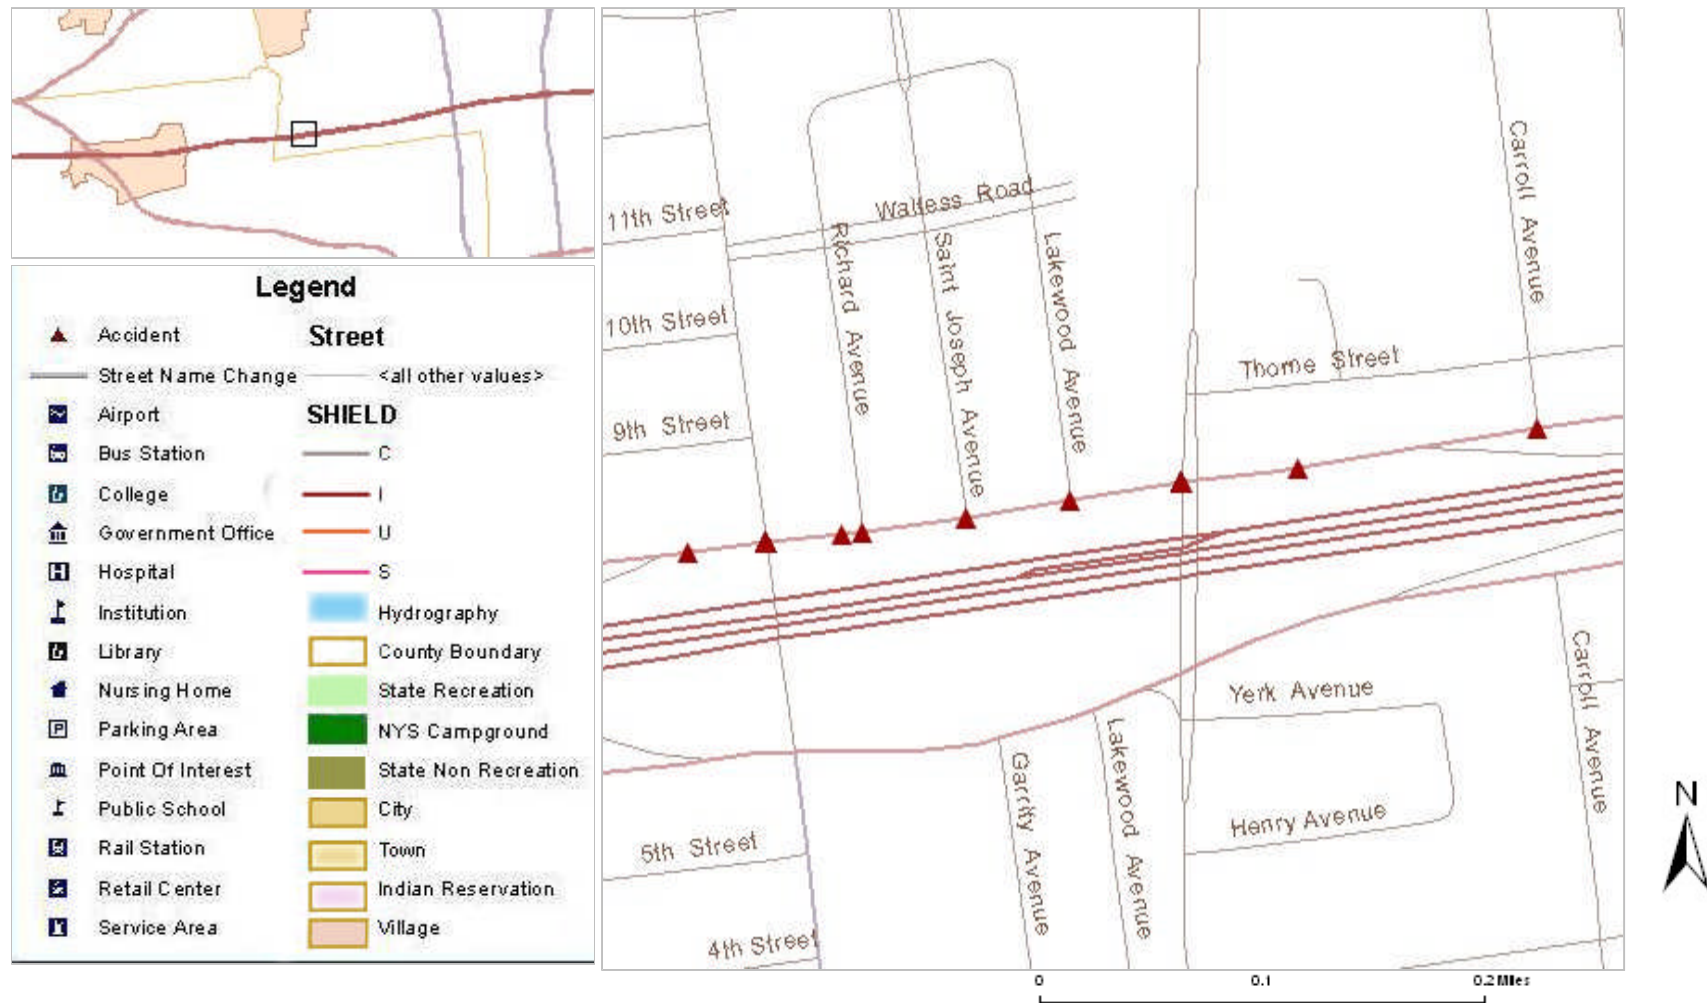 Legend
Accident
Street
Street Name Change
<all other values>
Airport
SHIELD
Bus Station
C
College
I
Government Office
U
Hospital
S
Institution
Hydrography
Library
County Boundary
Nursing Home
State Recreation
Parking Area
NYS Campground
Point Of Interest
State Non Recreation
Public School
City
Rail Station
Town
Retail Center
Indian Reservation
Service Area
Village
11th Street
10th Street
9th Street
Waltess Road
Richard Avenue
Saint Joseph Avenue
Lakewood Avenue
Carroll Avenue
Thorne Street
Yerk Avenue
Henry Avenue
Carroll Avenue
Lakewood Avenue
Garrity Avenue
5th Street
4th Street
N
0 0.1 0.2 Miles